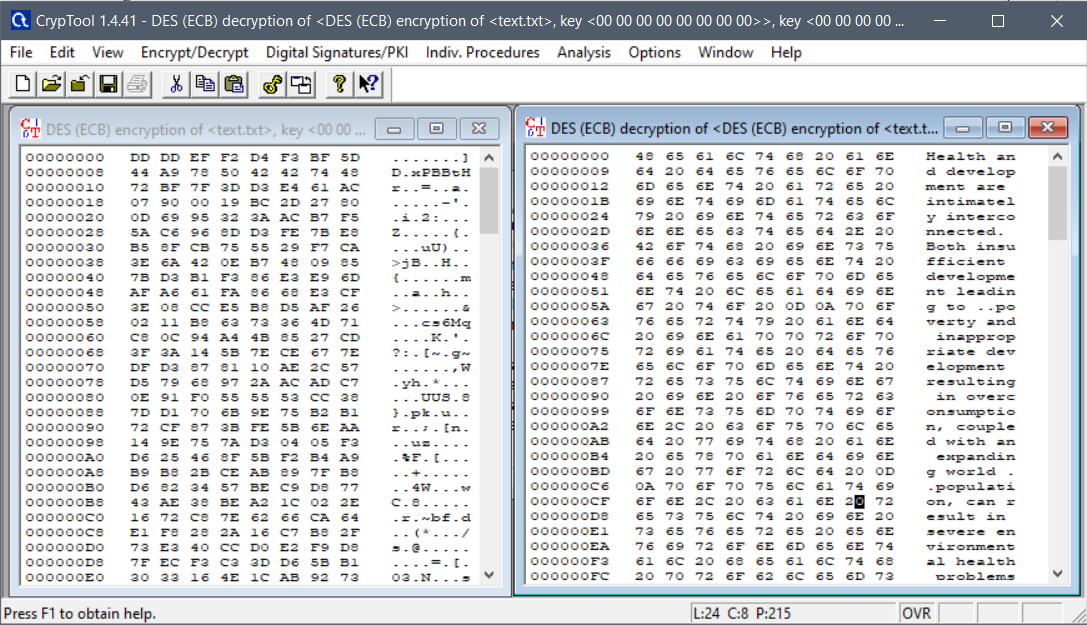 CrypTool 1.4.41 - DES (ECB) decryption of <DES (ECB) encryption of <text.txt>, key <00 00 00 00 00 00 00 00>>, key <00 00 00 00 ...
File Edit View Encrypt/Decrypt Digital Signatures/PKI Indiv. Procedures Analysis Options Window Help
DES (ECB) encryption of <text.txt>, key <00 00 ...
00000000 DD DD EF F2 D4 F3 BF 5D .......]
00000008 44 A9 78 50 42 42 74 48 D.xPBBtH
00000010 72 BF 7F 3D D3 E4 61 AC r..=..a.
00000018 07 90 00 19 BC 2D 27 80 .....-'.
00000020 0D 69 95 32 3A AC B7 F5 .i.2:...
00000028 5A C6 96 8D D3 FE 7B E8 Z.....{.
00000030 B5 8F CB 75 55 29 F7 CA ...uU)..
00000038 3E 6A 42 0E B7 48 09 85 >jB..H..
00000040 7B D3 B1 F3 86 E3 E9 6D {......m
00000048 AF A6 61 FA 86 68 E3 CF ..a..h..
00000050 3E 08 CC E5 B8 D5 AF 26 >......&
00000058 02 11 B8 63 73 36 4D 71 ...cs6Mq
00000060 C8 0C 94 A4 4B 85 27 CD ....K.'.
00000068 3F 3A 14 5B 7E CE 67 7E ?:.[~.g~
00000070 DF D3 87 81 10 AE 2C 57 ......,W
00000078 D5 79 68 97 2A AC AD C7 .yh.*...
00000080 0E 91 F0 55 55 53 CC 38 ...UUS.8
00000088 7D D1 70 6B 9E 75 B2 B1 }.pk.u..
00000090 72 CF 87 3B FE 5B 6E AA r..;.[n.
00000098 14 9E 75 7A D3 04 05 F3 ..uz....
000000A0 D6 25 46 8F 5B F2 B4 A9 .%F.[...
000000A8 B9 B8 2B CE AB 89 7F B8 ..+.....
000000B0 D6 82 34 57 BE C9 D8 77 ..4W...w
000000B8 43 AE 38 BE A2 1C 02 2E C.8.....
000000C0 16 72 C8 7E 62 66 CA 64 .r.~bf.d
000000C8 E1 F8 28 2A 16 C7 B8 2F ..(*.../
000000D0 73 E3 40 CC D0 E2 F9 D8 s.@.....
000000D8 7F EC F3 C3 3D D6 5B B1 ....=.[.
000000E0 30 33 16 4E 1C AB 92 73 03.N...s
DES (ECB) decryption of <DES (ECB) encryption of <text.t...
00000000 48 65 61 6C 74 68 20 61 6E Health an
00000009 64 20 64 65 76 65 6C 6F 70 d develop
00000012 6D 65 6E 74 20 61 72 65 20 ment are
0000001B 69 6E 74 69 6D 61 74 65 6C intimatel
00000024 79 20 69 6E 74 65 72 63 6F y interco
0000002D 6E 6E 65 63 74 65 64 2E 20 nnected.
00000036 42 6F 74 68 20 69 6E 73 75 Both insu
0000003F 66 66 69 63 69 65 6E 74 20 fficient
00000048 64 65 76 65 6C 6F 70 6D 65 developme
00000051 6E 74 20 6C 65 61 64 69 6E nt leadin
0000005A 67 20 74 6F 20 0D 0A 70 6F g to ..po
00000063 76 65 72 74 79 20 61 6E 64 verty and
0000006C 20 69 6E 61 70 70 72 6F 70 inapprop
00000075 72 69 61 74 65 20 64 65 76 riate dev
0000007E 65 6C 6F 70 6D 65 6E 74 20 elopment
00000087 72 65 73 75 6C 74 69 6E 67 resulting
00000090 20 69 6E 20 6F 76 65 72 63 in overc
00000099 6F 6E 73 75 6D 70 74 69 6F onsumptio
000000A2 6E 2C 20 63 6F 75 70 6C 65 n, couple
000000AB 64 20 77 69 74 68 20 61 6E d with an
000000B4 20 65 78 70 61 6E 64 69 6E expandin
000000BD 67 20 77 6F 72 6C 64 20 0D g world .
000000C6 0A 70 6F 70 75 6C 61 74 69 .populati
000000CF 6F 6E 2C 20 63 61 6E 20 72 on, can r
000000D8 65 73 75 6C 74 20 69 6E 20 esult in
000000E1 73 65 76 65 72 65 20 65 6E severe en
000000EA 76 69 72 6F 6E 6D 65 6E 74 vironment
000000F3 61 6C 20 68 65 61 6C 74 68 al health
000000FC 20 70 72 6F 62 6C 65 6D 73 problems
Press F1 to obtain help.
L:24 C:8 P:215 OVR